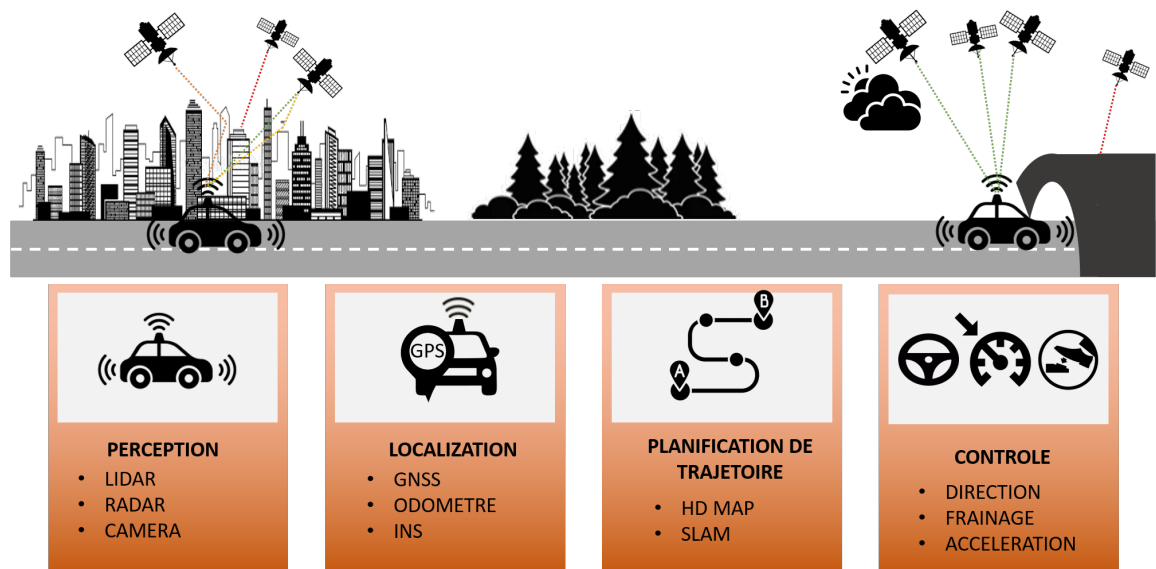 GPS
A
B
PERCEPTION
• LIDAR
• RADAR
• CAMERA
LOCALIZATION
• GNSS
• ODOMETRE
• INS
PLANIFICATION DE
TRAJETOIRE
• HD MAP
• SLAM
CONTROLE
• DIRECTION
• FRAINAGE
• ACCELERATION